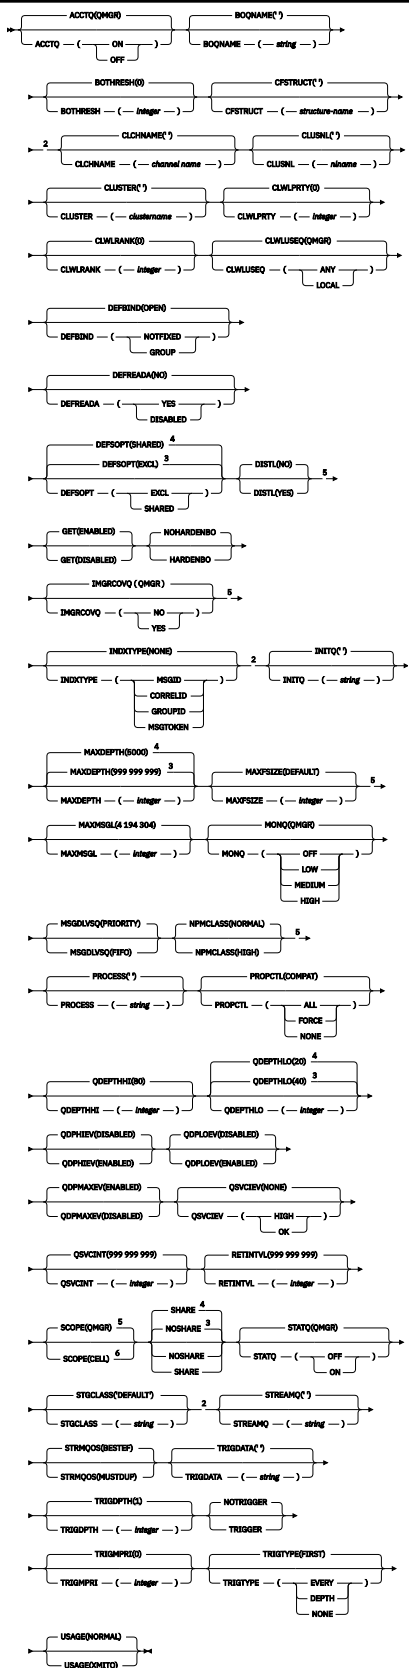 ACCTQ(QMGR) BOQNAME(' ')
ACCTQ ( ON ) BOQNAME ( string )
OFF
BOTHRESH(0) CFSTRUCT(' ')
BOTHRESH ( integer ) CFSTRUCT ( structure-name )
2 CLCHNAME(' ') CLUSNL(' ')
CLCHNAME ( channel name ) CLUSNL ( nlname )
CLUSTER(' ') CLWLPRTY(0)
CLUSTER ( clustername ) CLWLPRTY ( integer )
CLWLRANK(0) CLWLUSEQ(QMGR)
CLWLRANK ( integer ) CLWLUSEQ ( ANY )
LOCAL
DEFBIND(OPEN)
DEFBIND ( NOTFIXED )
GROUP
DEFREADA(NO)
DEFREADA ( YES )
DISABLED
DEFSOPT(SHARED) 4
DEFSOPT(EXCL) 3 DISTL(NO) 5
DEFSOPT ( EXCL ) DISTL(YES)
SHARED
GET(ENABLED) NOHARDENBO
GET(DISABLED) HARDENBO
IMGRCOVQ ( QMGR ) 5
IMGRCOVQ ( NO )
YES
INDXTYPE(NONE) 2 INITQ(' ')
INDXTYPE ( MSGID ) INITQ ( string )
CORRELID
GROUPID
MSGTOKEN
MAXDEPTH(5000) 4
MAXDEPTH(999 999 999) 3 MAXFSIZE(DEFAULT) 5
MAXDEPTH ( integer ) MAXFSIZE ( integer )
MAXMSGL(4 194 304) MONQ(QMGR)
MAXMSGL ( integer ) MONQ ( OFF )
LOW
MEDIUM
HIGH
MSGDLVSQ(PRIORITY) NPMCLASS(NORMAL) 5
MSGDLVSQ(FIFO) NPMCLASS(HIGH)
PROCESS(' ') PROPCTL(COMPAT)
PROCESS ( string ) PROPCTL ( ALL )
FORCE
NONE
QDEPTHLO(20) 4
QDEPTHHI(80) QDEPTHLO(40) 3
QDEPTHHI ( integer ) QDEPTHLO ( integer )
QDPHIEV(DISABLED) QDPLOEV(DISABLED)
QDPHIEV(ENABLED) QDPLOEV(ENABLED)
QDPMAXEV(ENABLED) QSVCIEV(NONE)
QDPMAXEV(DISABLED) QSVCIEV ( HIGH )
OK
QSVCINT(999 999 999) RETINTVL(999 999 999)
QSVCINT ( integer ) RETINTVL ( integer )
SHARE 4
SCOPE(QMGR) 5 NOSHARE 3 STATQ(QMGR)
SCOPE(CELL) 6 NOSHARE STATQ ( OFF )
SHARE ON
STGCLASS('DEFAULT') 2 STREAMQ(' ')
STGCLASS ( string ) STREAMQ ( string )
STRMQOS(BESTEF) TRIGDATA(' ')
STRMQOS(MUSTDUP) TRIGDATA ( string )
TRIGDPTH(1) NOTRIGGER
TRIGDPTH ( integer ) TRIGGER
TRIGMPRI(0) TRIGTYPE(FIRST)
TRIGMPRI ( integer ) TRIGTYPE ( EVERY )
DEPTH
NONE
USAGE(NORMAL)
USAGE(XMITQ)